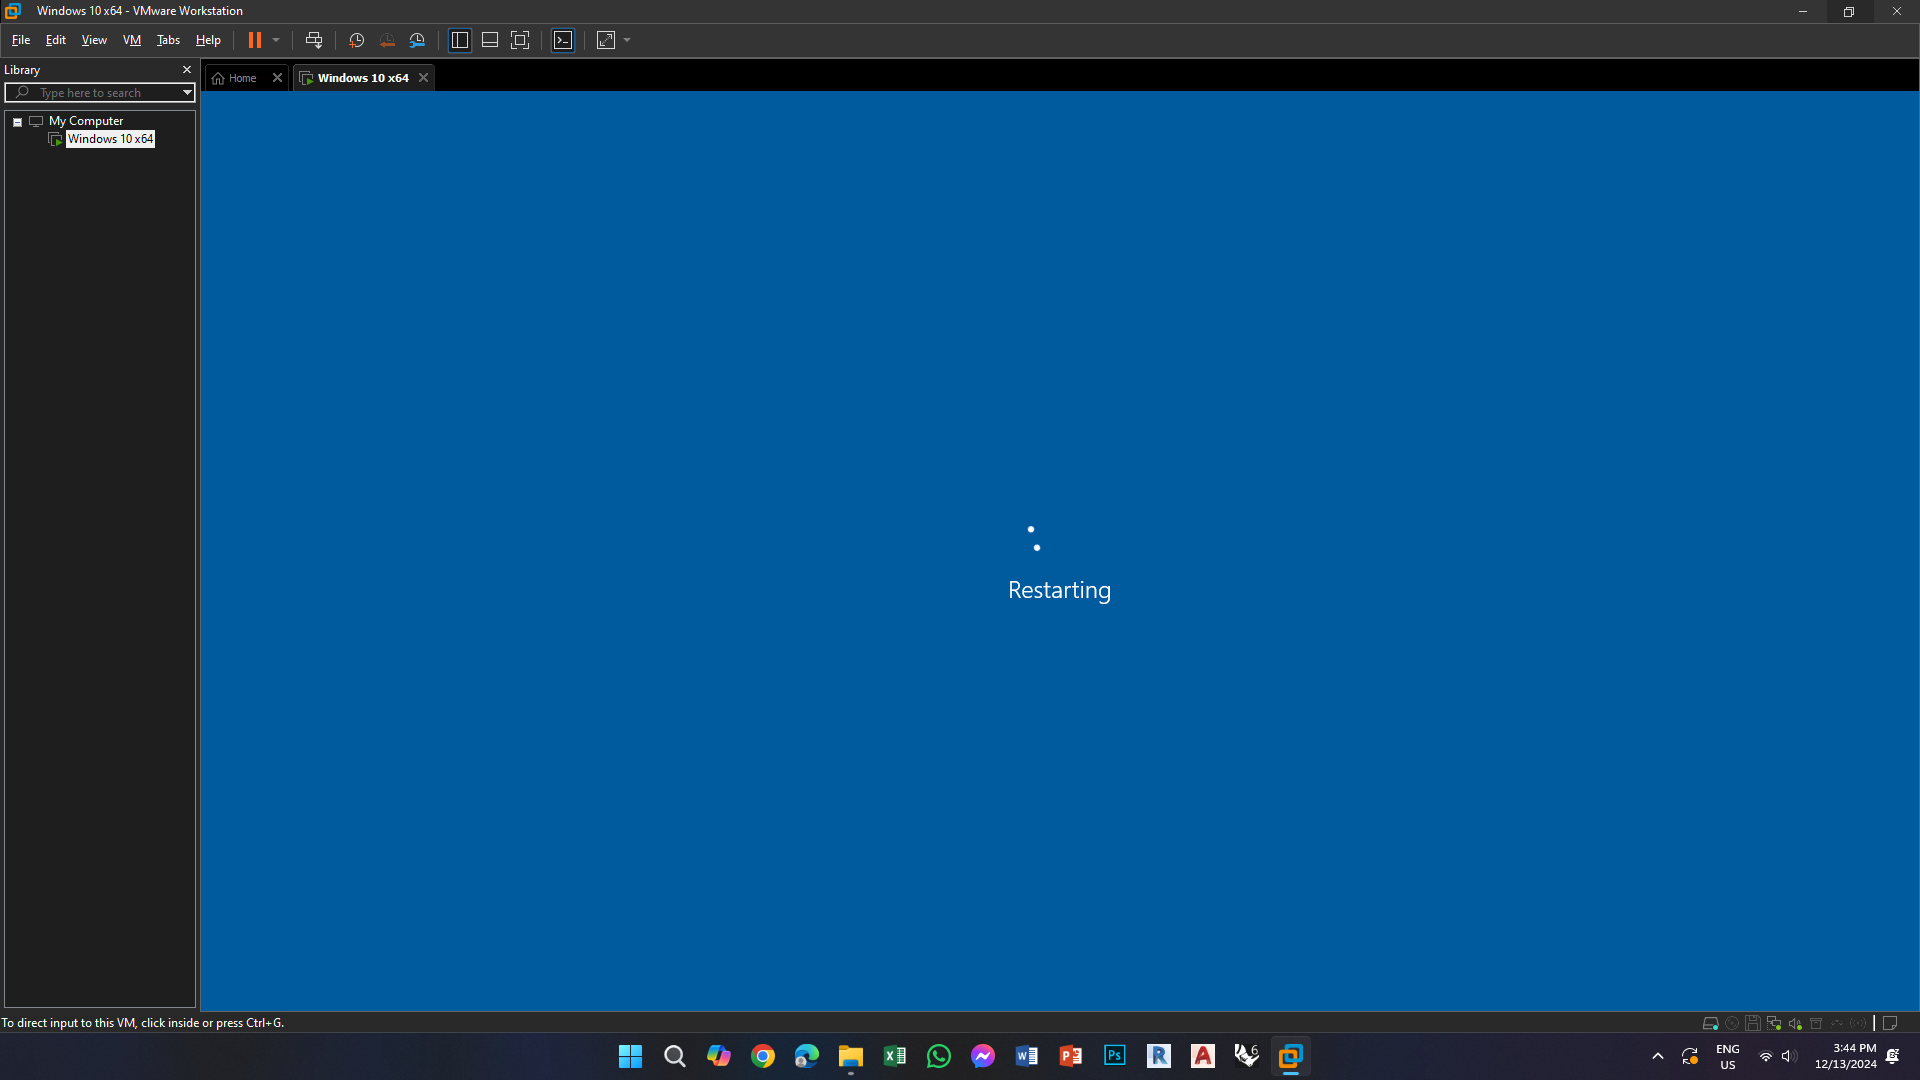 Windows 10 x64 - VMware Workstation
File Edit View VM Tabs Help
Library
Home Windows 10 x64
Type here to search
My Computer
Windows 10 x64
Restarting
To direct input to this VM, click inside or press Ctrl+G.
ENG
US
3:44 PM
12/13/2024